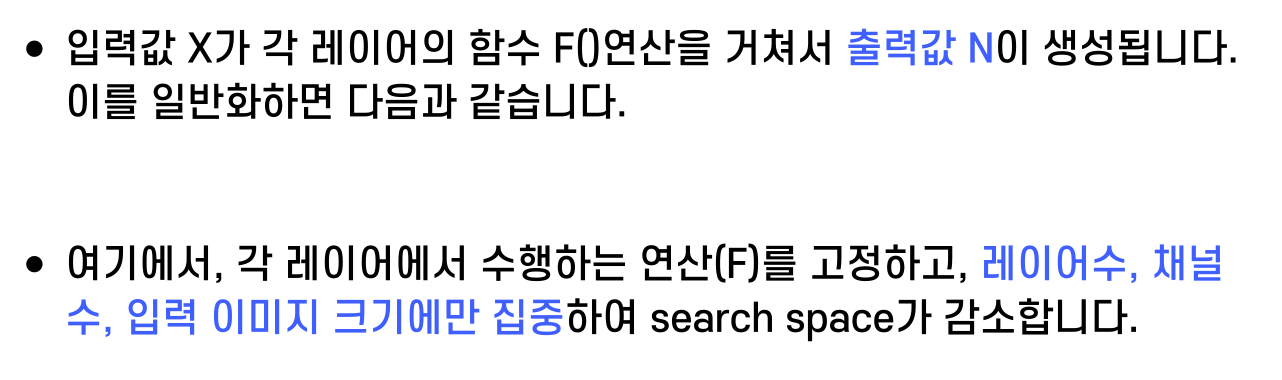 • 입력값 X가 각 레이어의 함수 F()연산을 거쳐서 출력값 N이 생성됩니다.
이를 일반화하면 다음과 같습니다.
• 여기에서, 각 레이어에서 수행하는 연산(F)를 고정하고, 레이어수, 채널
수, 입력 이미지 크기에만 집중하여 search space가 감소합니다.